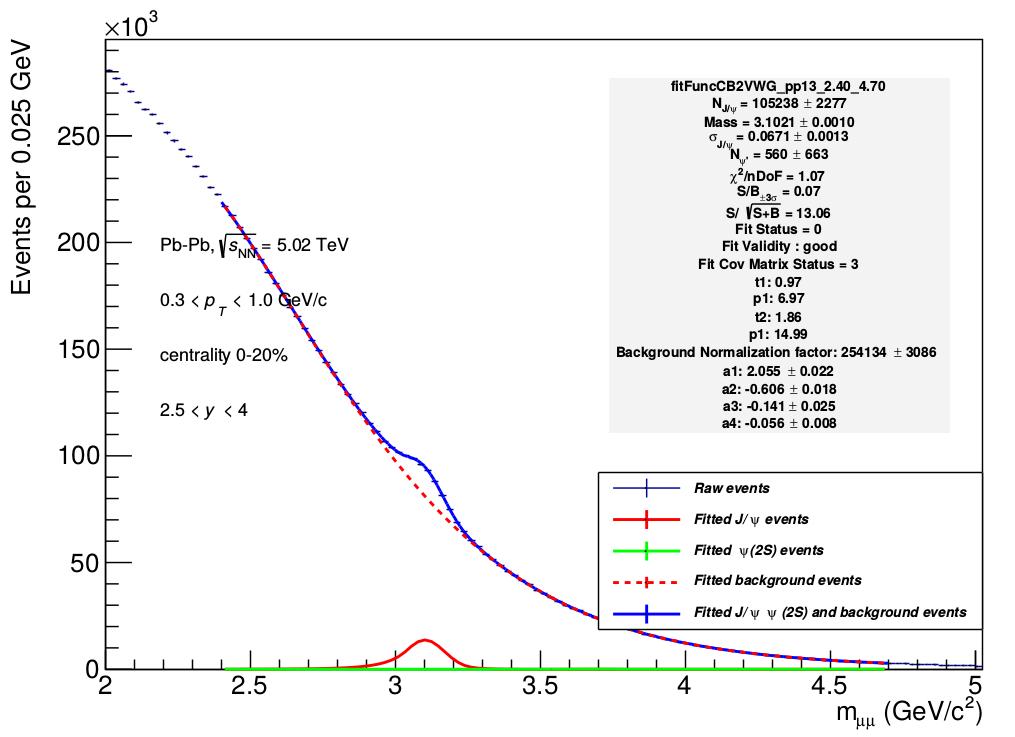 ×10³
Events per 0.025 GeV
250
200
150
100
50
0
2
2.5
3
3.5
4
4.5
5
m_μμ (GeV/c²)
Pb-Pb, √s_NN = 5.02 TeV
0.3 < p_T < 1.0 GeV/c
centrality 0-20%
2.5 < y < 4
fitFuncCB2VWG_pp13_2.40_4.70
N_J/ψ = 105238 ± 2277
Mass = 3.1021 ± 0.0010
σ_J/ψ = 0.0671 ± 0.0013
N_ψ' = 560 ± 663
χ²/nDoF = 1.07
S/B_±3σ = 0.07
S/ √S+B = 13.06
Fit Status = 0
Fit Validity : good
Fit Cov Matrix Status = 3
t1: 0.97
p1: 6.97
t2: 1.86
p1: 14.99
Background Normalization factor: 254134 ± 3086
a1: 2.055 ± 0.022
a2: -0.606 ± 0.018
a3: -0.141 ± 0.025
a4: -0.056 ± 0.008
Raw events
Fitted J/ψ events
Fitted ψ(2S) events
Fitted background events
Fitted J/ψ ψ (2S) and background events